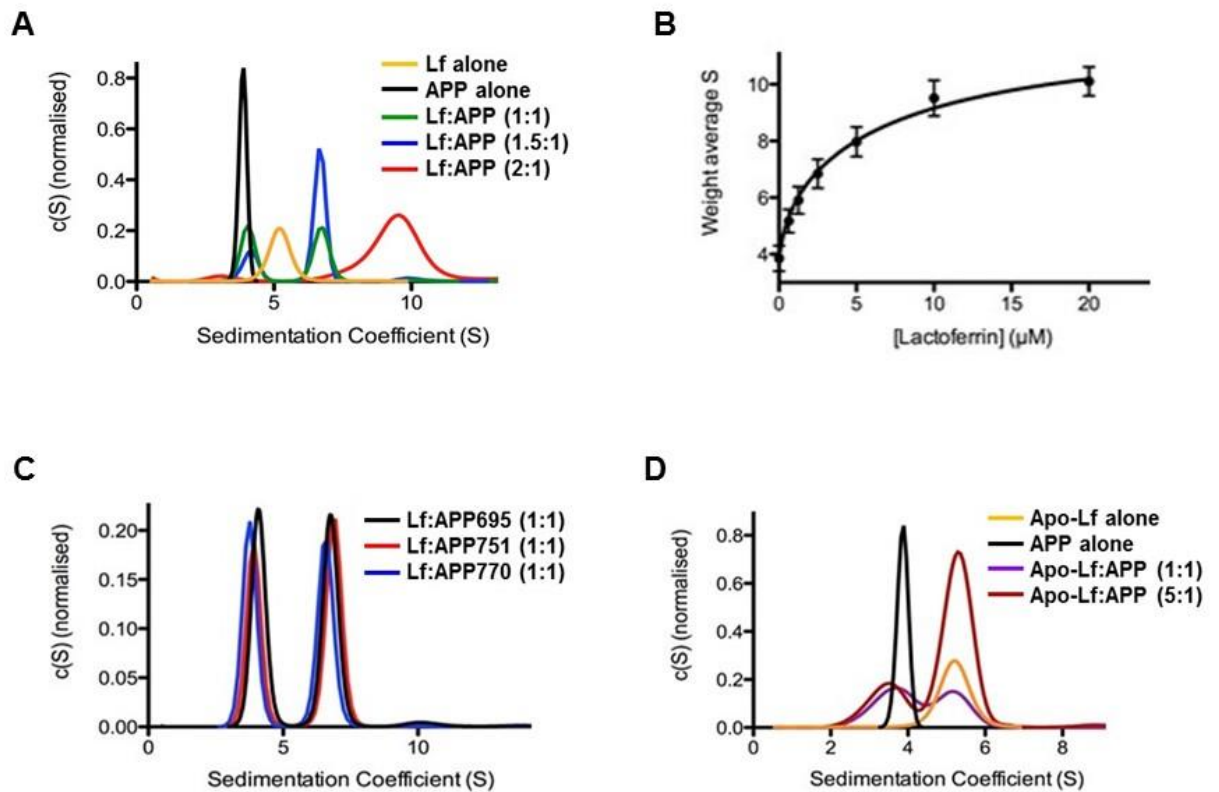 A
c(S) (normalised)
0.8
0.6
0.4
0.2
0.0
0
5
10
Sedimentation Coefficient (S)
Lf alone
APP alone
Lf:APP (1:1)
Lf:APP (1.5:1)
Lf:APP (2:1)
B
Weight average S
10
8
6
4
0
5
10
15
20
[Lactoferrin] (µM)
C
c(S) (normalised)
0.20
0.15
0.10
0.05
0.00
0
5
10
Sedimentation Coefficient (S)
Lf:APP695 (1:1)
Lf:APP751 (1:1)
Lf:APP770 (1:1)
D
c(S) (normalised)
0.8
0.6
0.4
0.2
0.0
0
2
4
6
8
Sedimentation Coefficient (S)
Apo-Lf alone
APP alone
Apo-Lf:APP (1:1)
Apo-Lf:APP (5:1)